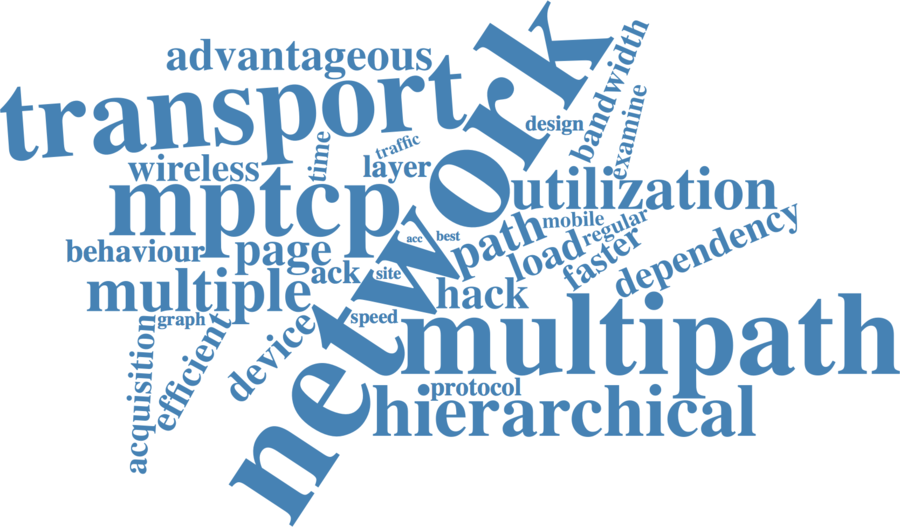 advantageous
transport
network
bandwidth
examine
design
time
traffic
wireless
layer
mptcp
utilization
path
mobile
regular
dependency
acc
best
behaviour
page
load
faster
ack
site
multiple
hack
graph
speed
multipath
acquisition
efficient
device
protocol
hierarchical